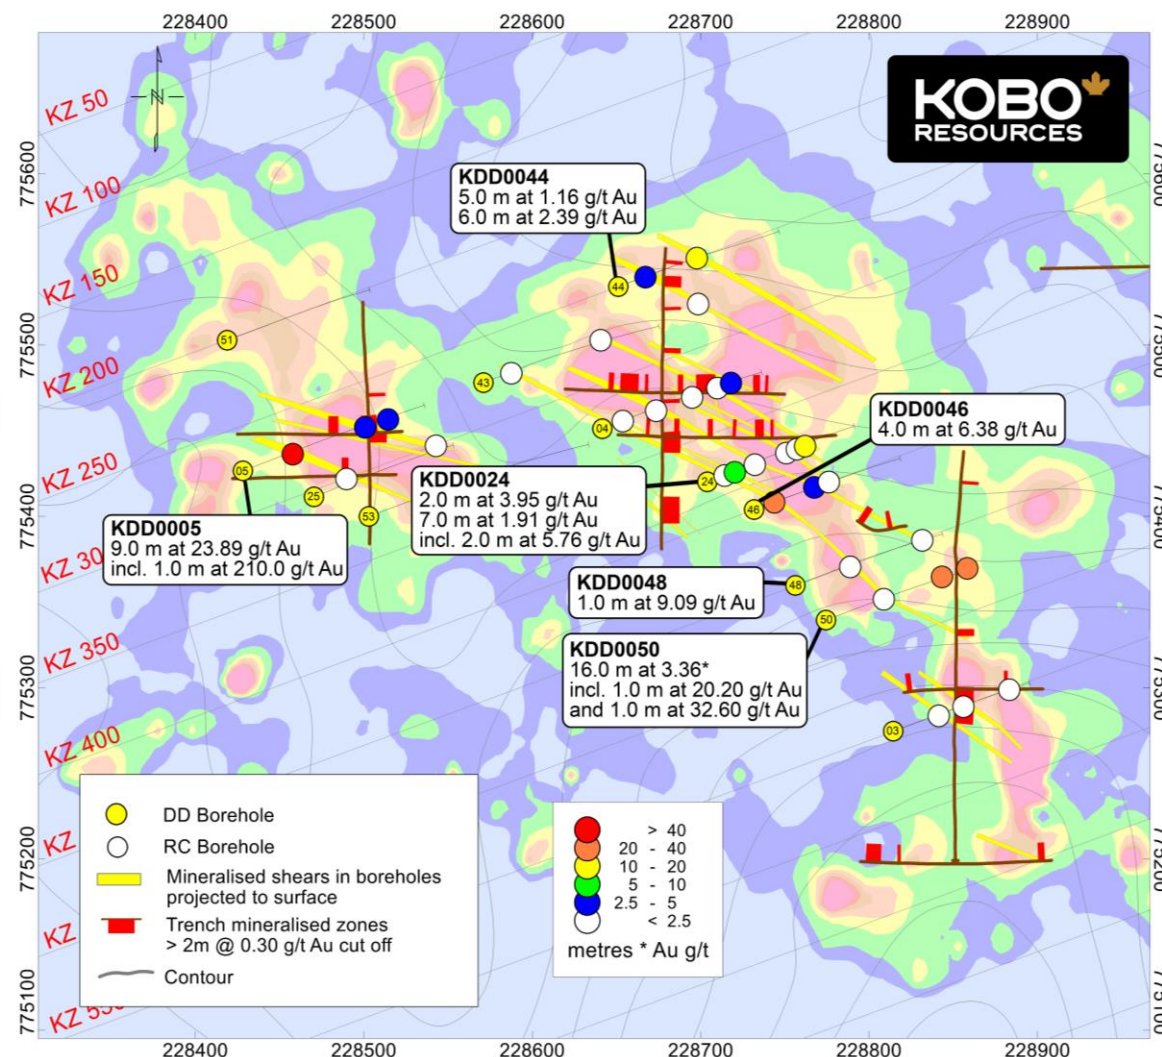 228400 228500 228600 228700 228800 228900
KOBO
RESOURCES
N
KZ 50
KZ 100
KZ 150
KZ 200
KZ 250
KZ 30
KZ 350
KZ 400
KZ
KZ
KZ
KZ 55
775600
775500
775400
775300
775200
775100
775600
775500
775400
775300
775200
KDD0044
5.0 m at 1.16 g/t Au
6.0 m at 2.39 g/t Au
44
51
43
04
05
25
53
24
46
48
50
03
KDD0046
4.0 m at 6.38 g/t Au
KDD0024
2.0 m at 3.95 g/t Au
7.0 m at 1.91 g/t Au
incl. 2.0 m at 5.76 g/t Au
KDD0005
9.0 m at 23.89 g/t Au
incl. 1.0 m at 210.0 g/t Au
KDD0048
1.0 m at 9.09 g/t Au
KDD0050
16.0 m at 3.36*
incl. 1.0 m at 20.20 g/t Au
and 1.0 m at 32.60 g/t Au
DD Borehole
RC Borehole
Mineralised shears in boreholes
projected to surface
Trench mineralised zones
> 2m @ 0.30 g/t Au cut off
Contour
> 40
20 - 40
10 - 20
5 - 10
2.5 - 5
< 2.5
metres * Au g/t
228400 228500 228600 228700 228800 228900